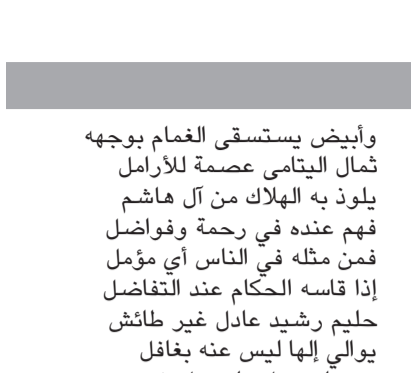 وأبيض يستسقى الغمام بوجهه
ثمال اليتامى عصمة للأرامل
يلوذ به الهلاك من آل هاشم
فهم عنده في رحمة وفواضل
فمن مثله في الناس أي مؤمل
إذا قاسه الحكام عند التفاضل
حليم رشيد عادل غير طائش
يوالي إلها ليس عنه بغافل